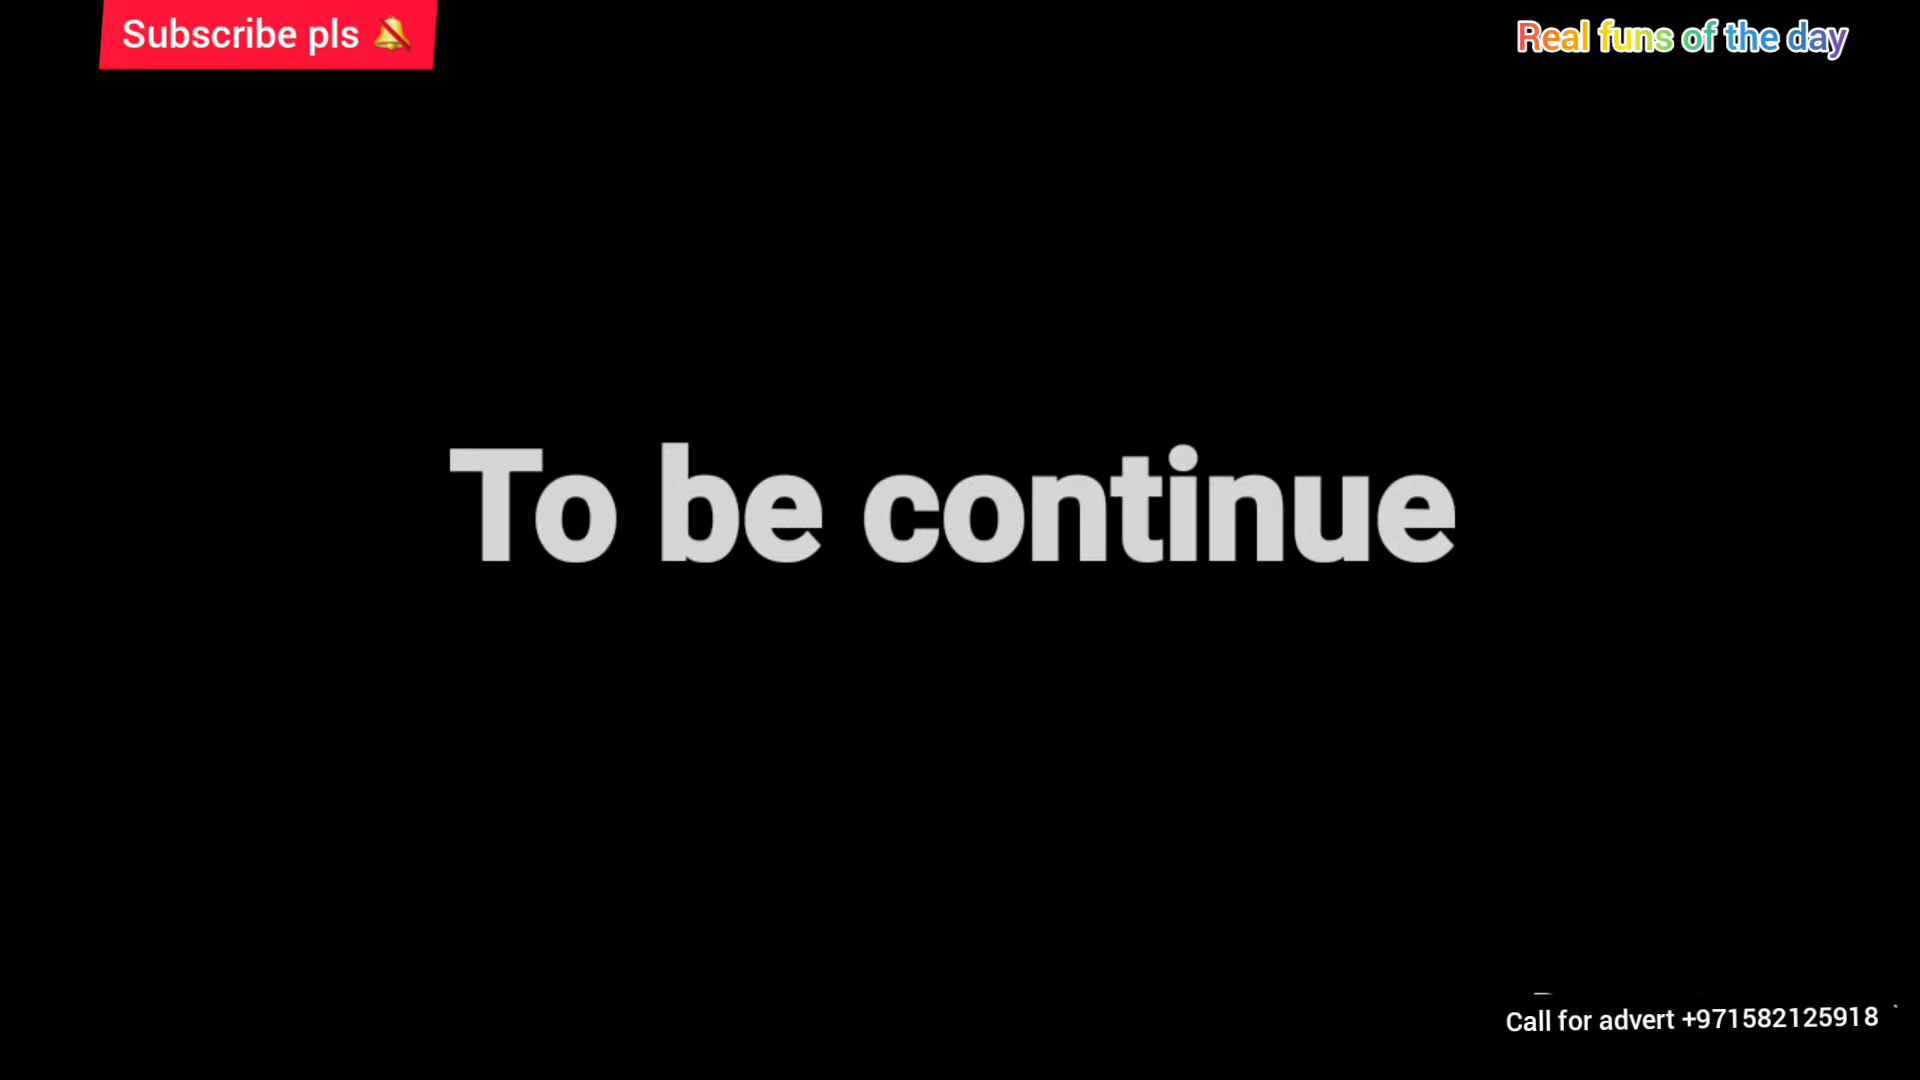 Subscribe pls 🔕
Real funs of the day
To be continue
Call for advert +971582125918